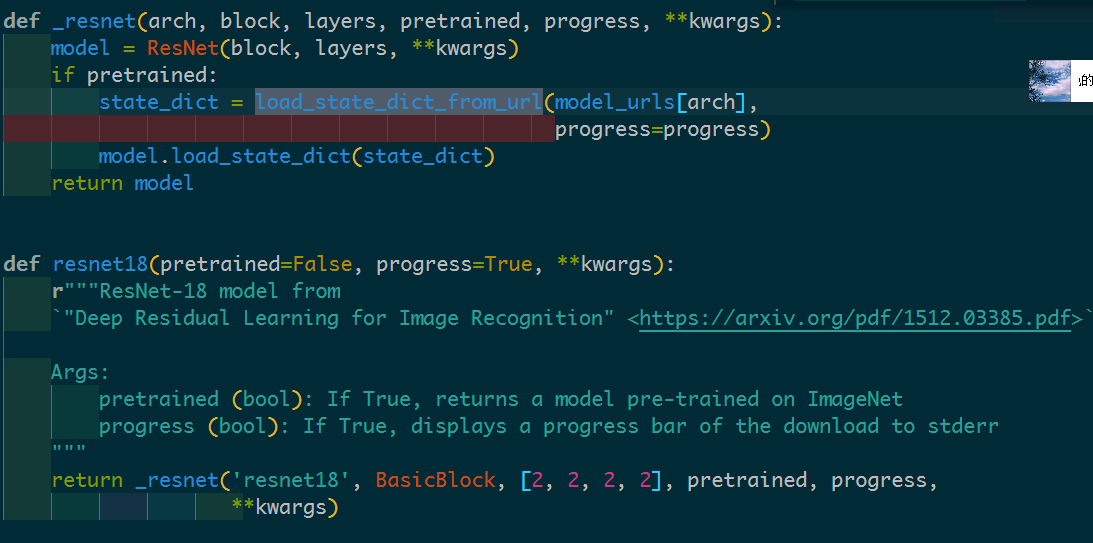 def _resnet(arch, block, layers, pretrained, progress, **kwargs):
    model = ResNet(block, layers, **kwargs)
    if pretrained:
        state_dict = load_state_dict_from_url(model_urls[arch],
                                              progress=progress)
        model.load_state_dict(state_dict)
    return model
def resnet18(pretrained=False, progress=True, **kwargs):
    r"""ResNet-18 model from
    `"Deep Residual Learning for Image Recognition" <https://arxiv.org/pdf/1512.03385.pdf>`
    Args:
        pretrained (bool): If True, returns a model pre-trained on ImageNet
        progress (bool): If True, displays a progress bar of the download to stderr
    """
    return _resnet('resnet18', BasicBlock, [2, 2, 2, 2], pretrained, progress,
                   **kwargs)
的